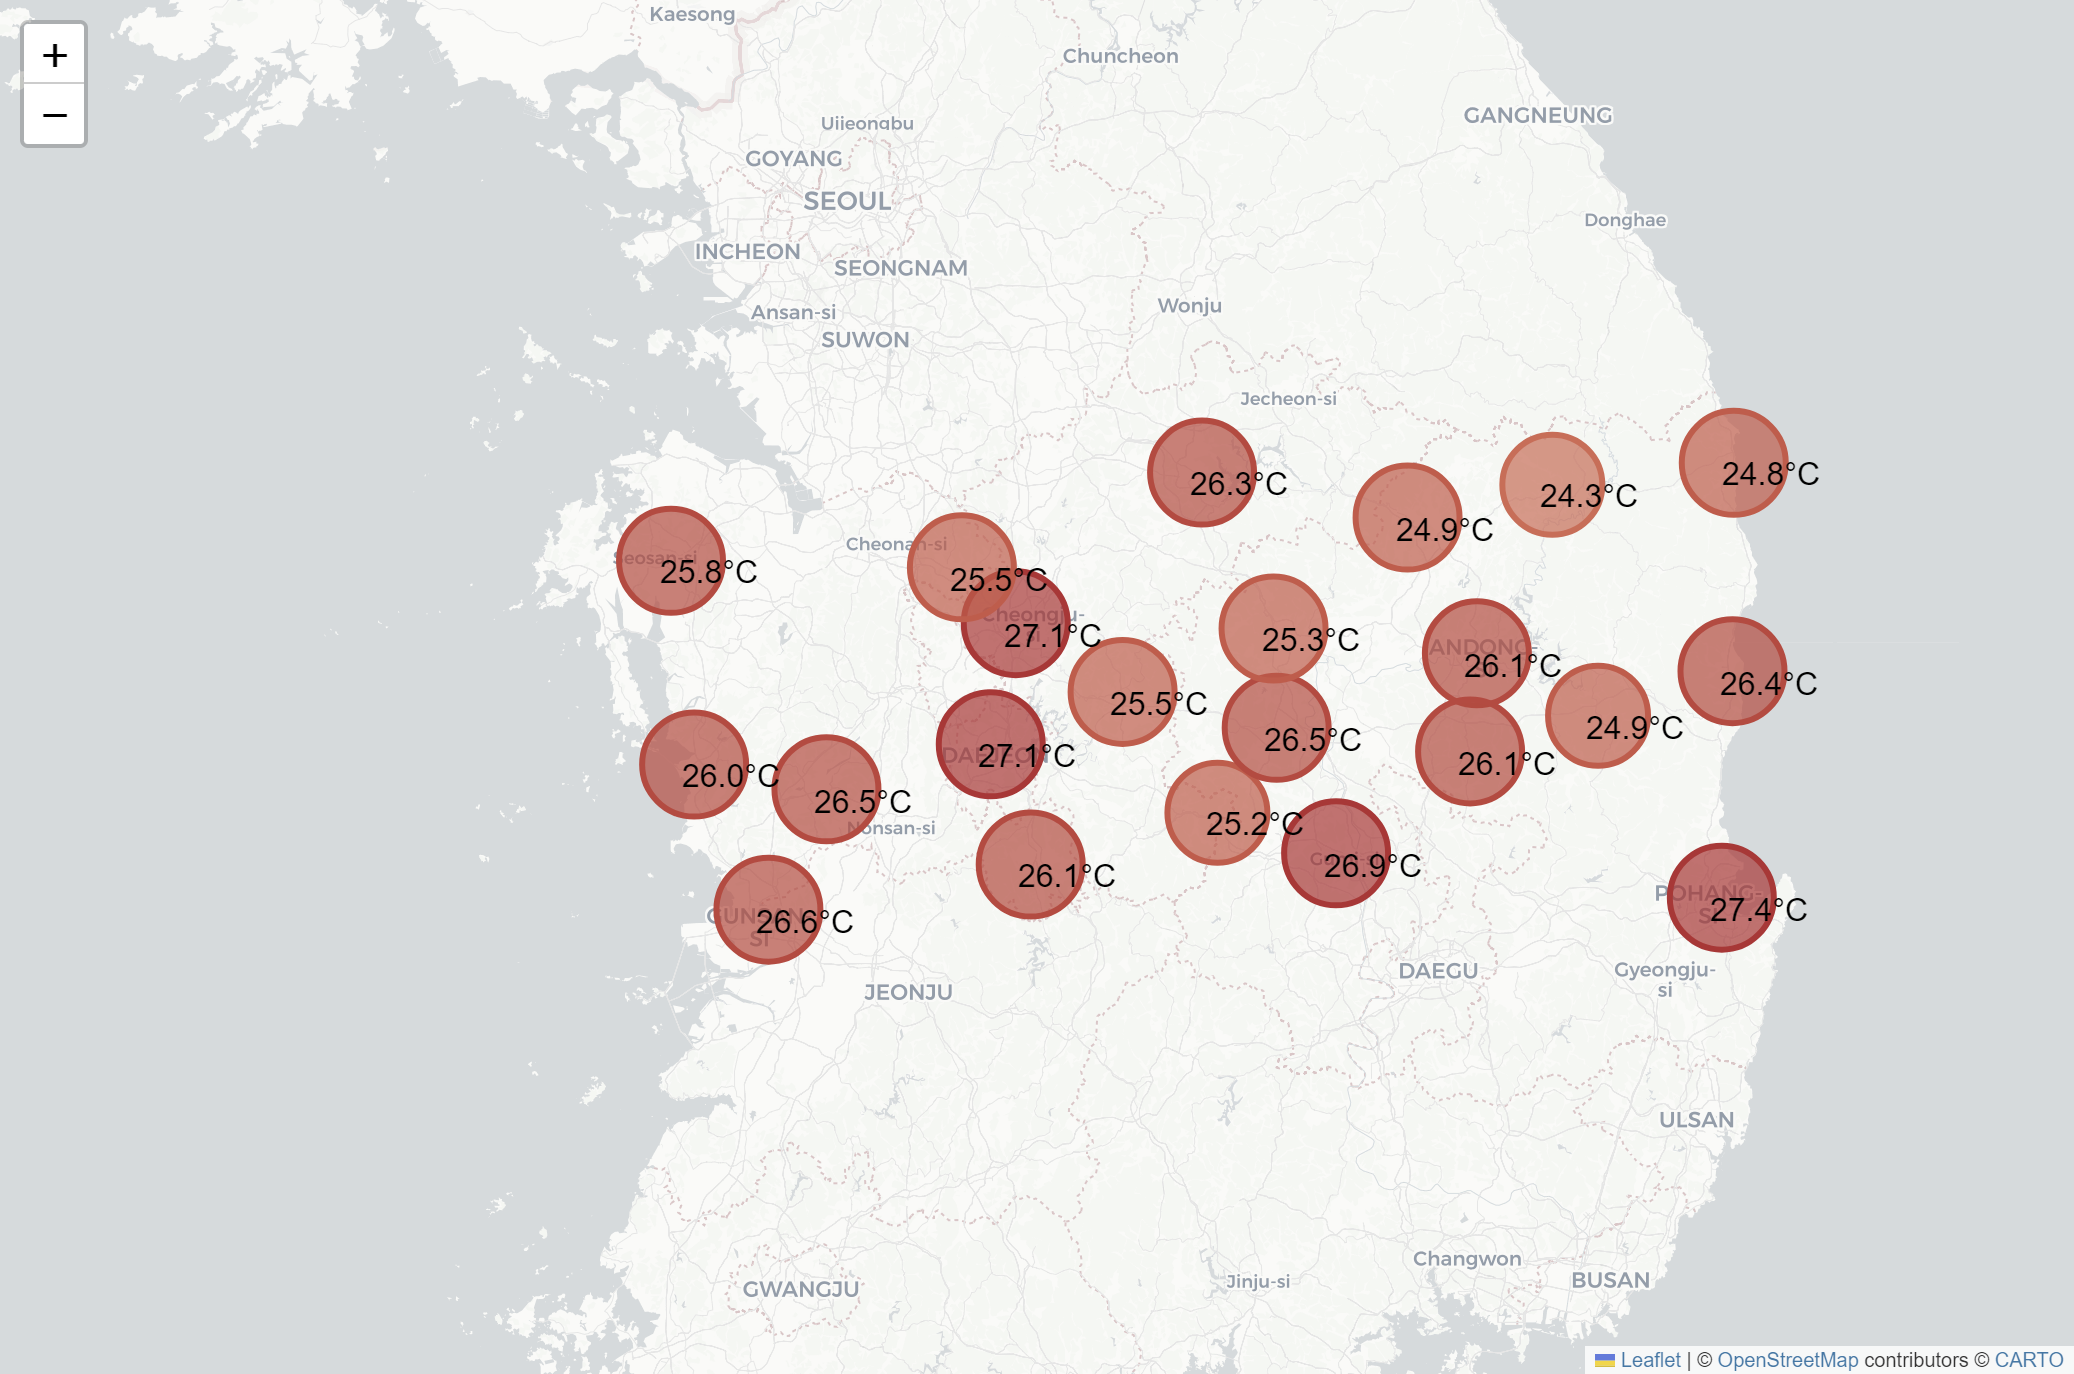 +
−
Kaesong
Chuncheon
GANGNEUNG
Uijeongbu
GOYANG
SEOUL
Donghae
INCHEON
SEONGNAM
Wonju
Ansan-si
SUWON
Jecheon-si
26.3°C
24.8°C
24.3°C
24.9°C
Cheonan-si
Seosan-si
25.8°C
25.5°C
Cheongju-
si
27.1°C
25.3°C
ANDONG-
26.1°C
26.4°C
25.5°C
24.9°C
26.5°C
DAEJEON
27.1°C
26.1°C
26.0°C
26.5°C
Nonsan-si
25.2°C
26.9°C
26.1°C
GUNSAN-
SI
26.6°C
POHANG-
SI
27.4°C
DAEGU
Gyeongju-
si
JEONJU
ULSAN
Changwon
BUSAN
Jinju-si
GWANGJU
Leaflet | © OpenStreetMap contributors © CARTO